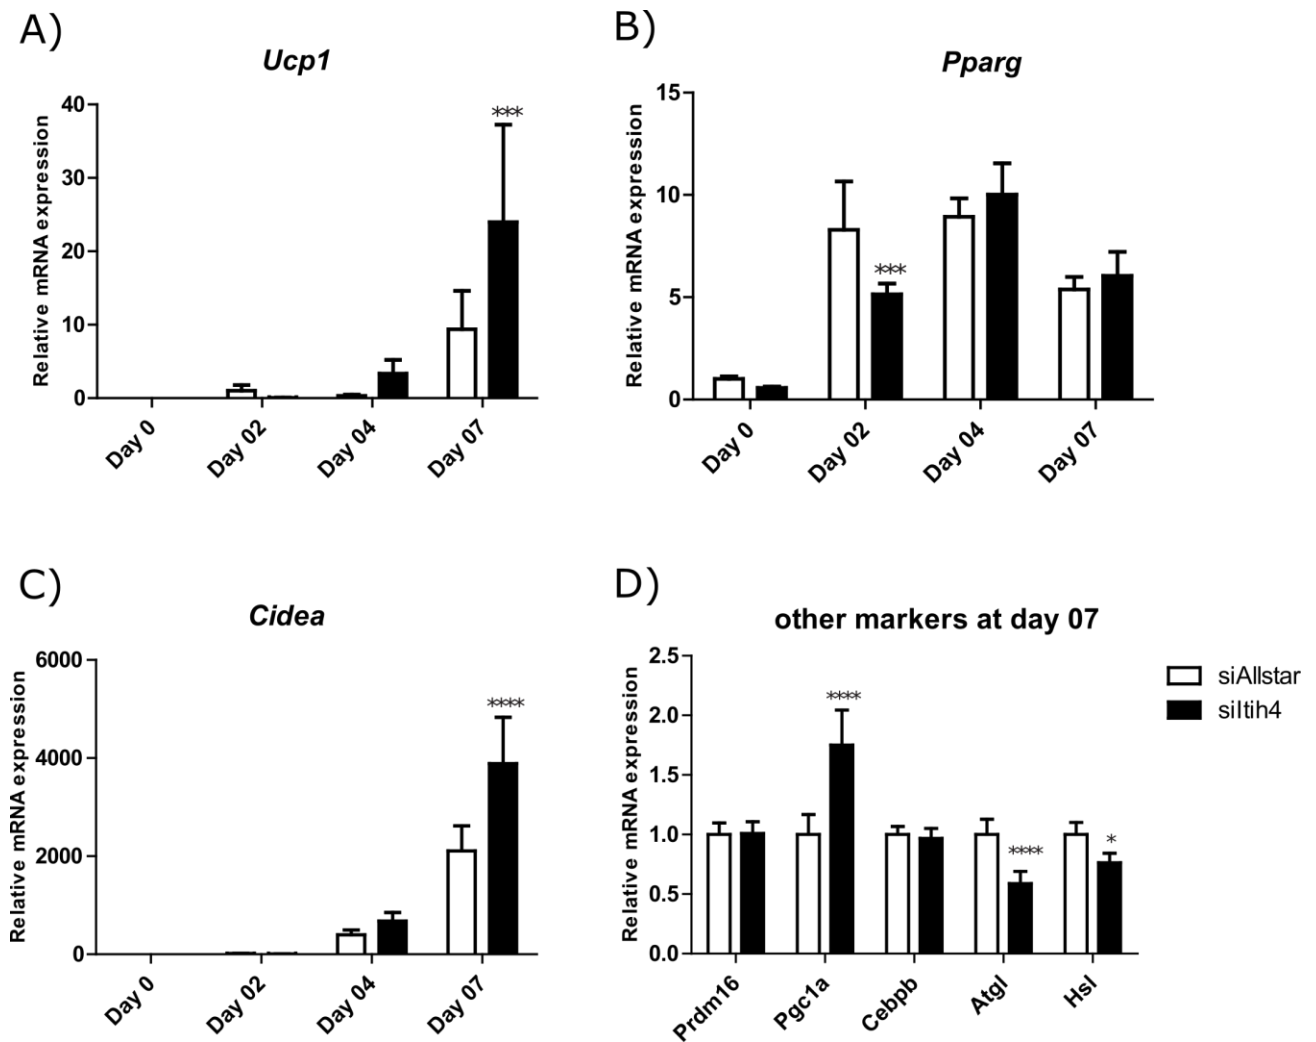 A)
Ucp1
Relative mRNA expression
40
30
20
10
0
***
Day 0
Day 02
Day 04
Day 07
B)
Pparg
Relative mRNA expression
15
10
5
0
***
Day 0
Day 02
Day 04
Day 07
C)
Cidea
Relative mRNA expression
6000
4000
2000
0
****
Day 0
Day 02
Day 04
Day 07
D)
other markers at day 07
Relative mRNA expression
2.5
2.0
1.5
1.0
0.5
0.0
****
****
*
Prdm16
Pgc1a
Cebpb
Atgl
Hsl
siAllstar
siItih4